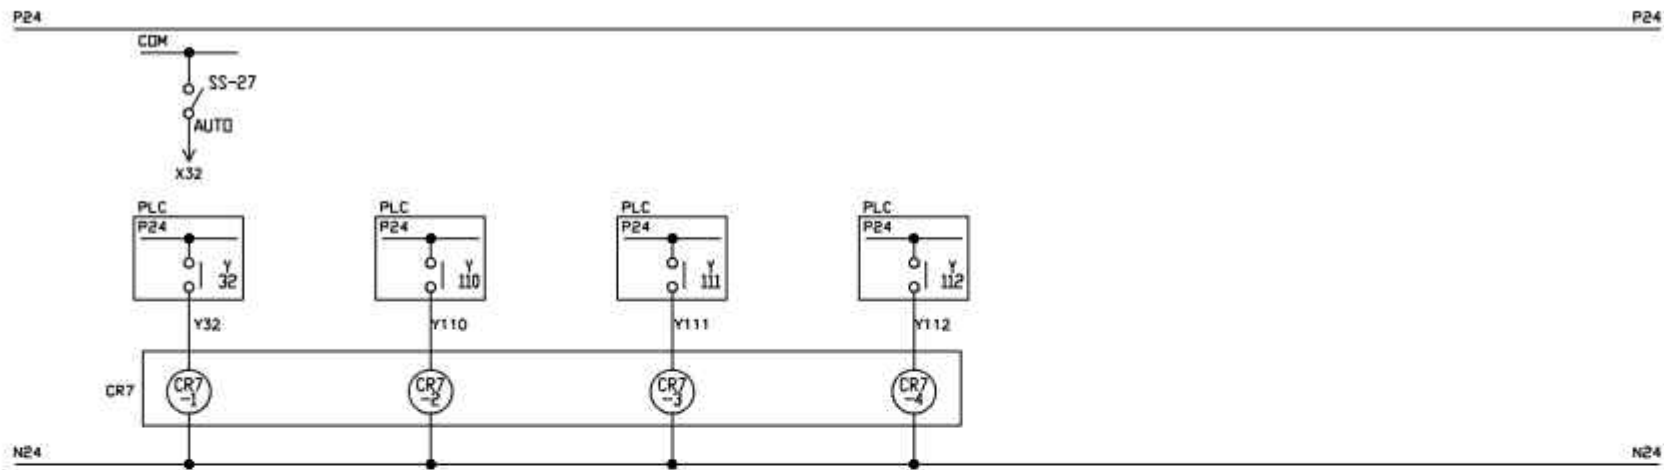 P24 P24
COM
SS-27
AUTO
X32
PLC PLC PLC PLC
P24 P24 P24 P24
Y Y Y Y
32 110 111 112
Y32 Y110 Y111 Y112
CR7 CR7 CR7 CR7
CR7
-1 -2 -3 -4
N24 N24